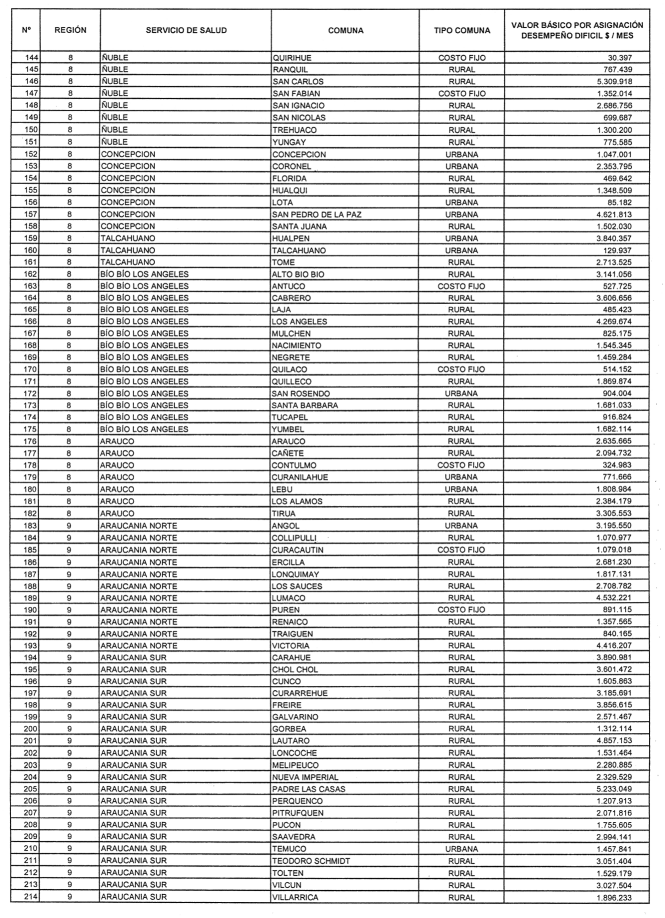 Nº REGIÓN SERVICIO DE SALUD COMUNA TIPO COMUNA VALOR BÁSICO POR ASIGNACIÓN DESEMPEÑO DIFICIL $ / MES
144 8 ÑUBLE QUIRIHUE COSTO FIJO 30.397
145 8 ÑUBLE RANQUIL RURAL 767.439
146 8 ÑUBLE SAN CARLOS RURAL 5.309.918
147 8 ÑUBLE SAN FABIAN COSTO FIJO 1.352.014
148 8 ÑUBLE SAN IGNACIO RURAL 2.686.756
149 8 ÑUBLE SAN NICOLAS RURAL 699.687
150 8 ÑUBLE TREHUACO RURAL 1.300.200
151 8 ÑUBLE YUNGAY RURAL 775.585
152 8 CONCEPCION CONCEPCION URBANA 1.047.001
153 8 CONCEPCION CORONEL URBANA 2.353.795
154 8 CONCEPCION FLORIDA RURAL 469.642
155 8 CONCEPCION HUALQUI RURAL 1.348.509
156 8 CONCEPCION LOTA URBANA 85.182
157 8 CONCEPCION SAN PEDRO DE LA PAZ URBANA 4.621.813
158 8 CONCEPCION SANTA JUANA RURAL 1.502.030
159 8 TALCAHUANO HUALPEN URBANA 3.840.357
160 8 TALCAHUANO TALCAHUANO URBANA 129.937
161 8 TALCAHUANO TOME RURAL 2.713.525
162 8 BÍO BÍO LOS ANGELES ALTO BIO BIO RURAL 3.141.056
163 8 BÍO BÍO LOS ANGELES ANTUCO COSTO FIJO 527.725
164 8 BÍO BÍO LOS ANGELES CABRERO RURAL 3.606.656
165 8 BÍO BÍO LOS ANGELES LAJA RURAL 485.423
166 8 BÍO BÍO LOS ANGELES LOS ANGELES RURAL 4.269.674
167 8 BÍO BÍO LOS ANGELES MULCHEN RURAL 825.175
168 8 BÍO BÍO LOS ANGELES NACIMIENTO RURAL 1.545.345
169 8 BÍO BÍO LOS ANGELES NEGRETE RURAL 1.459.284
170 8 BÍO BÍO LOS ANGELES QUILACO COSTO FIJO 514.152
171 8 BÍO BÍO LOS ANGELES QUILLECO RURAL 1.869.874
172 8 BÍO BÍO LOS ANGELES SAN ROSENDO URBANA 904.004
173 8 BÍO BÍO LOS ANGELES SANTA BARBARA RURAL 1.681.033
174 8 BÍO BÍO LOS ANGELES TUCAPEL RURAL 916.824
175 8 BÍO BÍO LOS ANGELES YUMBEL RURAL 1.682.114
176 8 ARAUCO ARAUCO RURAL 2.635.665
177 8 ARAUCO CAÑETE RURAL 2.094.732
178 8 ARAUCO CONTULMO COSTO FIJO 324.983
179 8 ARAUCO CURANILAHUE URBANA 771.666
180 8 ARAUCO LEBU URBANA 1.808.984
181 8 ARAUCO LOS ALAMOS RURAL 2.384.179
182 8 ARAUCO TIRUA RURAL 3.305.553
183 9 ARAUCANIA NORTE ANGOL URBANA 3.195.550
184 9 ARAUCANIA NORTE COLLIPULLI RURAL 1.070.977
185 9 ARAUCANIA NORTE CURACAUTIN COSTO FIJO 1.079.018
186 9 ARAUCANIA NORTE ERCILLA RURAL 2.681.230
187 9 ARAUCANIA NORTE LONQUIMAY RURAL 1.817.131
188 9 ARAUCANIA NORTE LOS SAUCES RURAL 2.708.782
189 9 ARAUCANIA NORTE LUMACO RURAL 4.532.221
190 9 ARAUCANIA NORTE PUREN COSTO FIJO 891.115
191 9 ARAUCANIA NORTE RENAICO RURAL 1.357.565
192 9 ARAUCANIA NORTE TRAIGUEN RURAL 840.165
193 9 ARAUCANIA NORTE VICTORIA RURAL 4.416.207
194 9 ARAUCANIA SUR CARAHUE RURAL 3.890.981
195 9 ARAUCANIA SUR CHOL CHOL RURAL 3.601.472
196 9 ARAUCANIA SUR CUNCO RURAL 1.605.863
197 9 ARAUCANIA SUR CURARREHUE RURAL 3.185.691
198 9 ARAUCANIA SUR FREIRE RURAL 3.856.615
199 9 ARAUCANIA SUR GALVARINO RURAL 2.571.467
200 9 ARAUCANIA SUR GORBEA RURAL 1.312.114
201 9 ARAUCANIA SUR LAUTARO RURAL 4.857.153
202 9 ARAUCANIA SUR LONCOCHE RURAL 1.531.464
203 9 ARAUCANIA SUR MELIPEUCO RURAL 2.280.885
204 9 ARAUCANIA SUR NUEVA IMPERIAL RURAL 2.329.529
205 9 ARAUCANIA SUR PADRE LAS CASAS RURAL 5.233.049
206 9 ARAUCANIA SUR PERQUENCO RURAL 1.207.913
207 9 ARAUCANIA SUR PITRUFQUEN RURAL 2.071.816
208 9 ARAUCANIA SUR PUCON RURAL 1.755.605
209 9 ARAUCANIA SUR SAAVEDRA RURAL 2.994.141
210 9 ARAUCANIA SUR TEMUCO URBANA 1.457.841
211 9 ARAUCANIA SUR TEODORO SCHMIDT RURAL 3.051.404
212 9 ARAUCANIA SUR TOLTEN RURAL 1.529.179
213 9 ARAUCANIA SUR VILCUN RURAL 3.027.504
214 9 ARAUCANIA SUR VILLARRICA RURAL 1.896.233